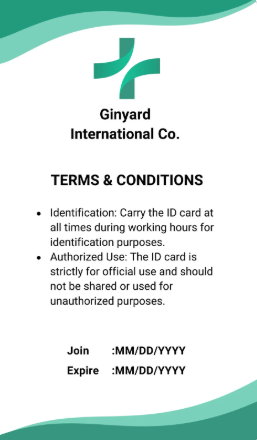 Ginyard
International Co.
TERMS & CONDITIONS
• Identification: Carry the ID card at
all times during working hours for
identification purposes.
• Authorized Use: The ID card is
strictly for official use and should
not be shared or used for
unauthorized purposes.
Join :MM/DD/YYYY
Expire :MM/DD/YYYY